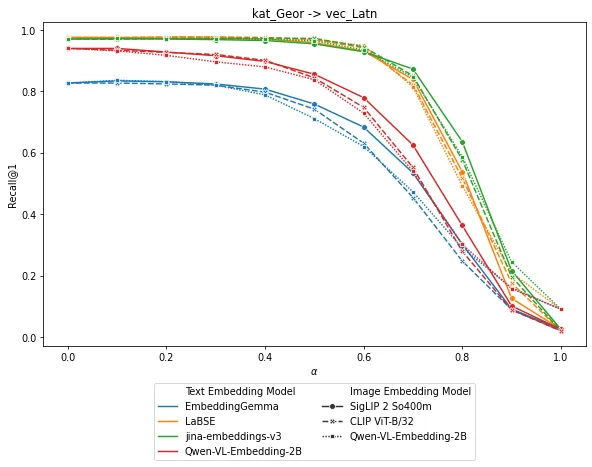 kat_Geor -> vec_Latn
1.0
0.8
0.6
0.4
0.2
0.0
Recall@1
0.0 0.2 0.4 0.6 0.8 1.0
α
Text Embedding Model Image Embedding Model
EmbeddingGemma SigLIP 2 So400m
LaBSE CLIP ViT-B/32
jina-embeddings-v3 Qwen-VL-Embedding-2B
Qwen-VL-Embedding-2B